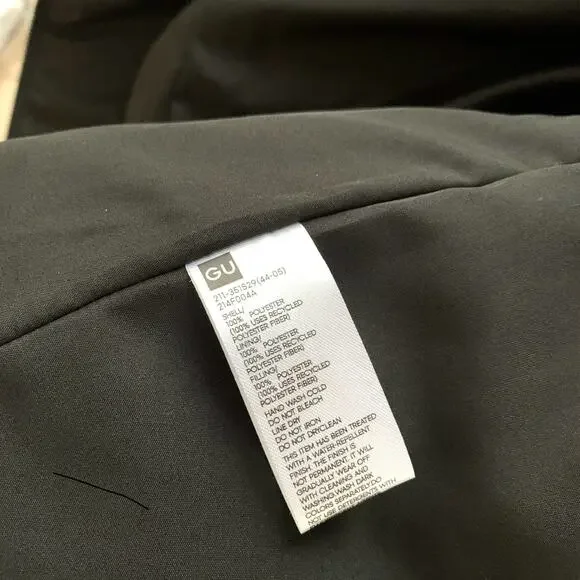 GU
211-351529(44-05)
214F004A
SHELL/
100% POLYESTER
(100% USES RECYCLED
POLYESTER FIBER)
LINING/
100% POLYESTER
(100% USES RECYCLED
POLYESTER FIBER)
FILLING/
100% POLYESTER
(100% USES RECYCLED
POLYESTER FIBER)
HAND WASH COLD
DO NOT BLEACH
LINE DRY
DO NOT IRON
DO NOT DRYCLEAN
THIS ITEM HAS BEEN TREATED
WITH A WATER-REPELLENT
FINISH. THE FINISH IS
NOT PERMANENT. IT WILL
GRADUALLY WEAR OFF
WITH CLEANING AND
WASHING.WASH DARK
COLORS SEPARATELY.DO
NOT USE DETERGENTS WITH